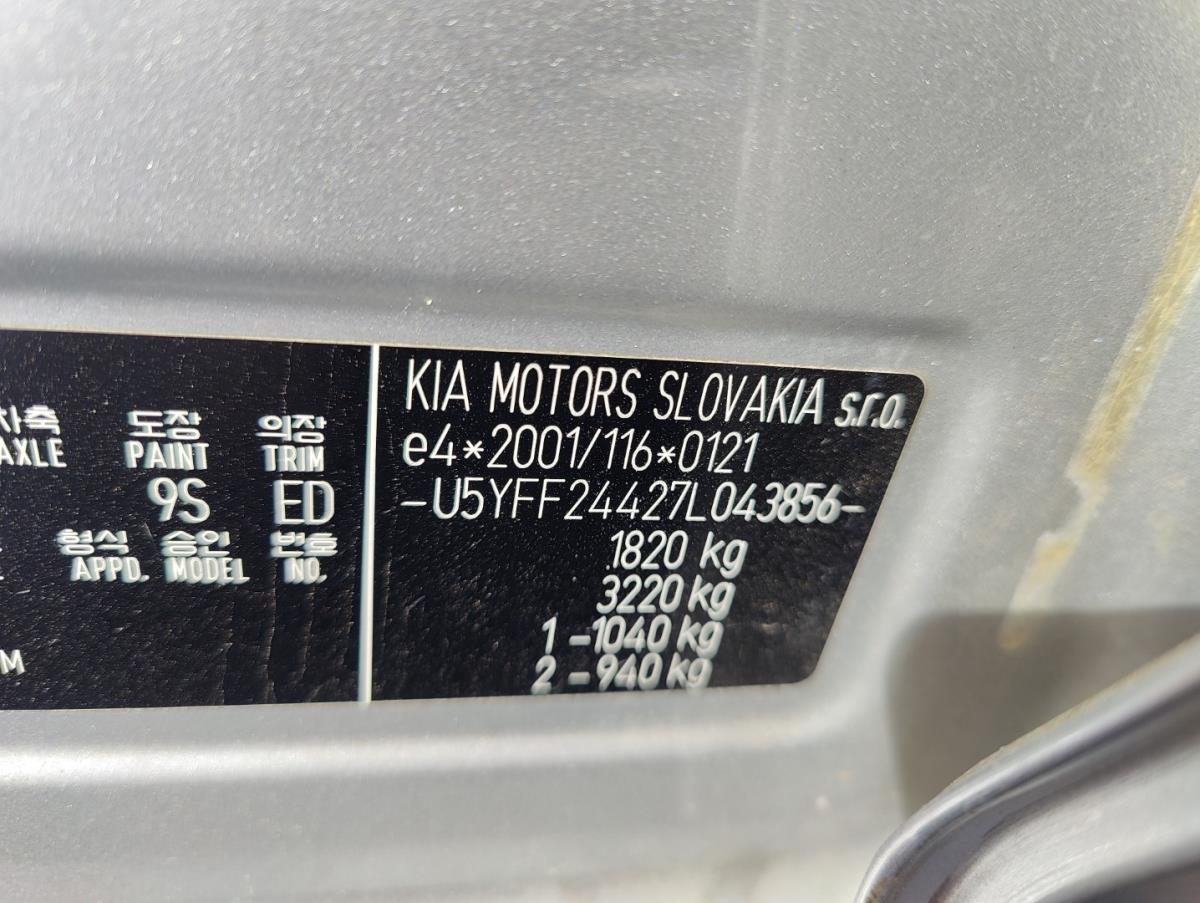 차축 도장 의장
AXLE PAINT TRIM
9S ED
형식 승인 번호
APPD. MODEL NO.
M
KIA MOTORS SLOVAKIA s.r.o.
e4*2001/116*0121
-U5YFF24427L043856-
1820 kg
3220 kg
1 -1040 kg
2 -940 kg